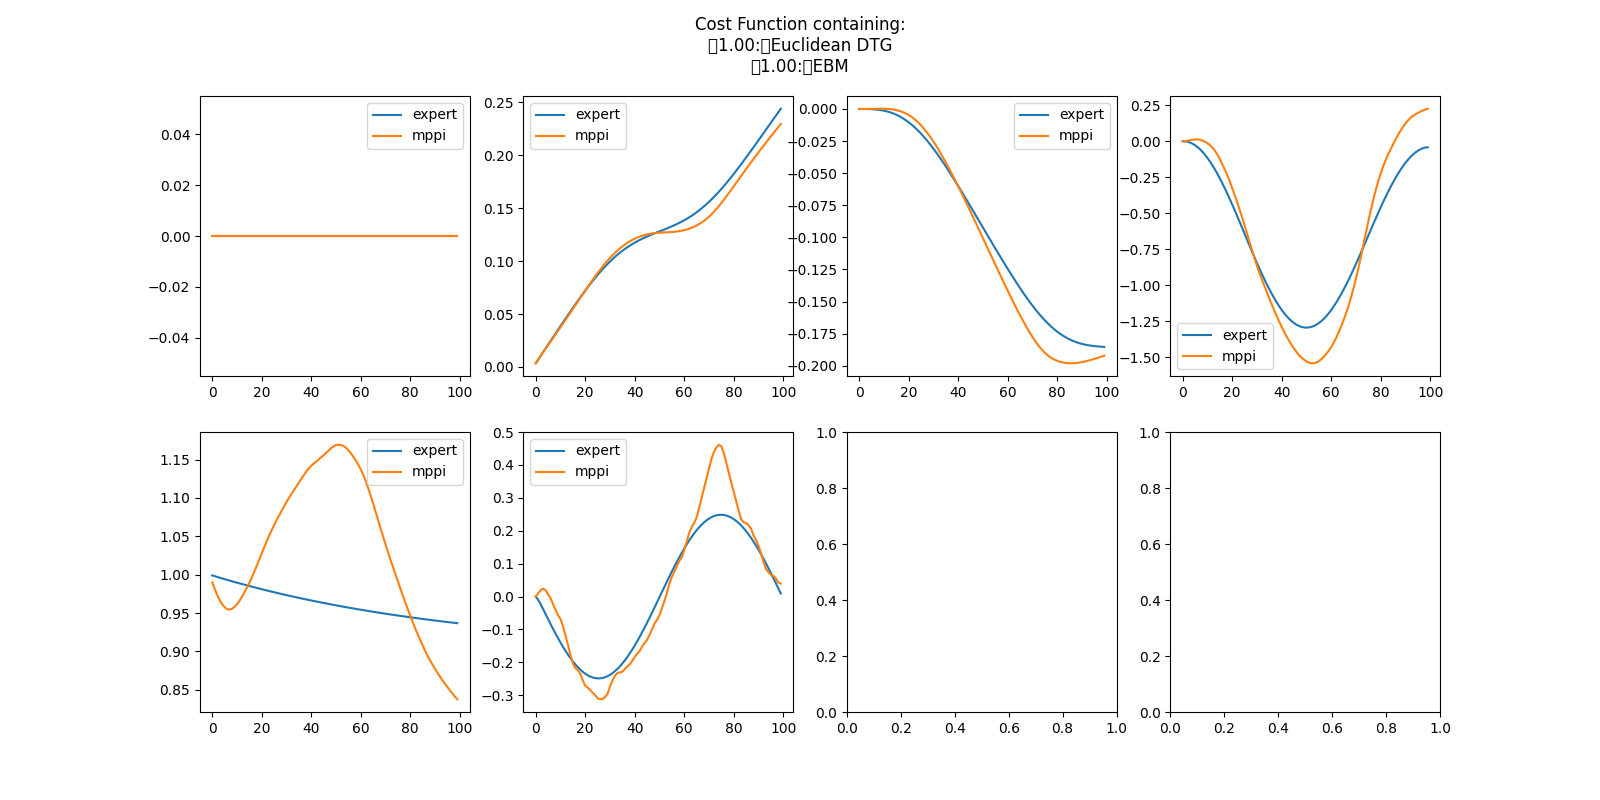 Cost Function containing:
1.00: Euclidean DTG
1.00: EBM
expert
mppi
0.04
0.02
0.00
−0.02
−0.04
0 20 40 60 80 100
expert
mppi
0.25
0.20
0.15
0.10
0.05
0.00
0 20 40 60 80 100
expert
mppi
0.000
−0.025
−0.050
−0.075
−0.100
−0.125
−0.150
−0.175
−0.200
0 20 40 60 80 100
expert
mppi
0.25
0.00
−0.25
−0.50
−0.75
−1.00
−1.25
−1.50
0 20 40 60 80 100
expert
mppi
1.15
1.10
1.05
1.00
0.95
0.90
0.85
0 20 40 60 80 100
expert
mppi
0.5
0.4
0.3
0.2
0.1
0.0
−0.1
−0.2
−0.3
0 20 40 60 80 100
1.0
0.8
0.6
0.4
0.2
0.0
0.0 0.2 0.4 0.6 0.8 1.0
1.0
0.8
0.6
0.4
0.2
0.0
0.0 0.2 0.4 0.6 0.8 1.0